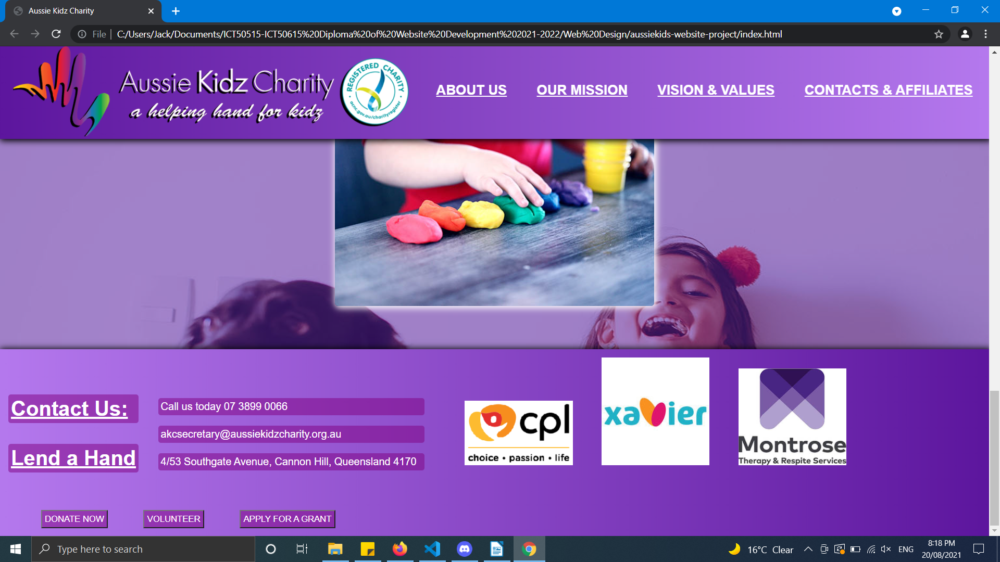 Aussie Kidz Charity
File
C:/Users/Jack/Documents/ICT50515-ICT50615%20Diploma%20of%20Website%20Development%202021-2022/Web%20Design/aussiekids-website-project/index.html
Aussie Kidz Charity
a helping hand for kidz
REGISTERED CHARITY
acnc.gov.au/charityregister
ABOUT US
OUR MISSION
VISION & VALUES
CONTACTS & AFFILIATES
Contact Us:
Lend a Hand
Call us today 07 3899 0066
akcsecretary@aussiekidzcharity.org.au
4/53 Southgate Avenue, Cannon Hill, Queensland 4170
cpl
choice • passion • life
xavier
Montrose
Therapy & Respite Services
DONATE NOW
VOLUNTEER
APPLY FOR A GRANT
Type here to search
16°C Clear
ENG
8:18 PM
20/08/2021